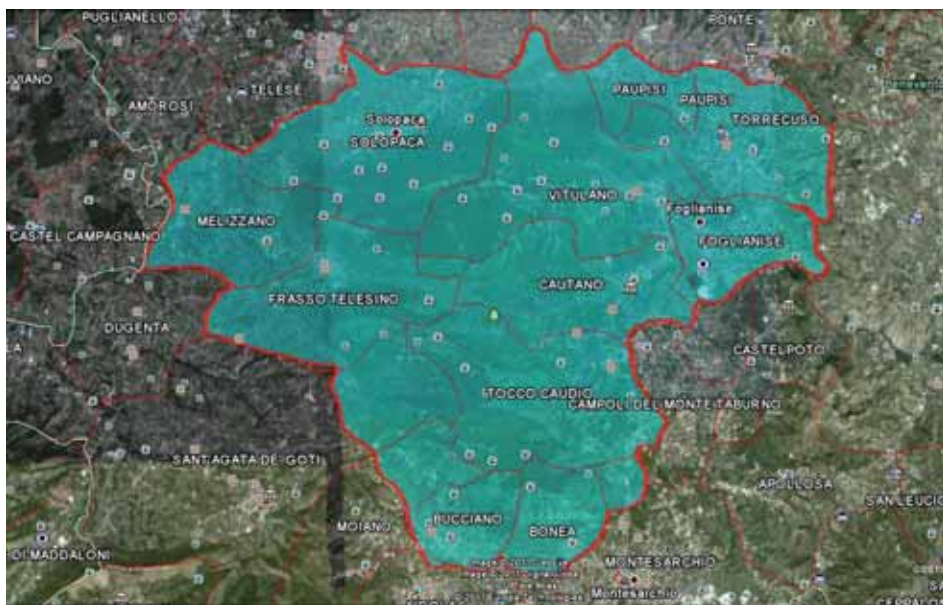 PUGLIANELLO
PONTE
AMOROSI
TELESE
PAUPISI
PAUPISI
TORRECUSO
Solopaca
SOLOPACA
VITULANO
Foglianise
MELIZZANO
FOGLIANISE
CASTEL CAMPAGNANO
CAUTANO
FRASSO TELESINO
DUGENTA
CASTELPOTO
TOCCO CAUDIO
CAMPOLI DEL MONTE TABURNO
SANT'AGATA DE' GOTI
APOLLOSA
SAN LEUCIO
BUCCIANO
MOIANO
BONEA
DI MADDALONI
MONTESARCHIO
Montesarchio